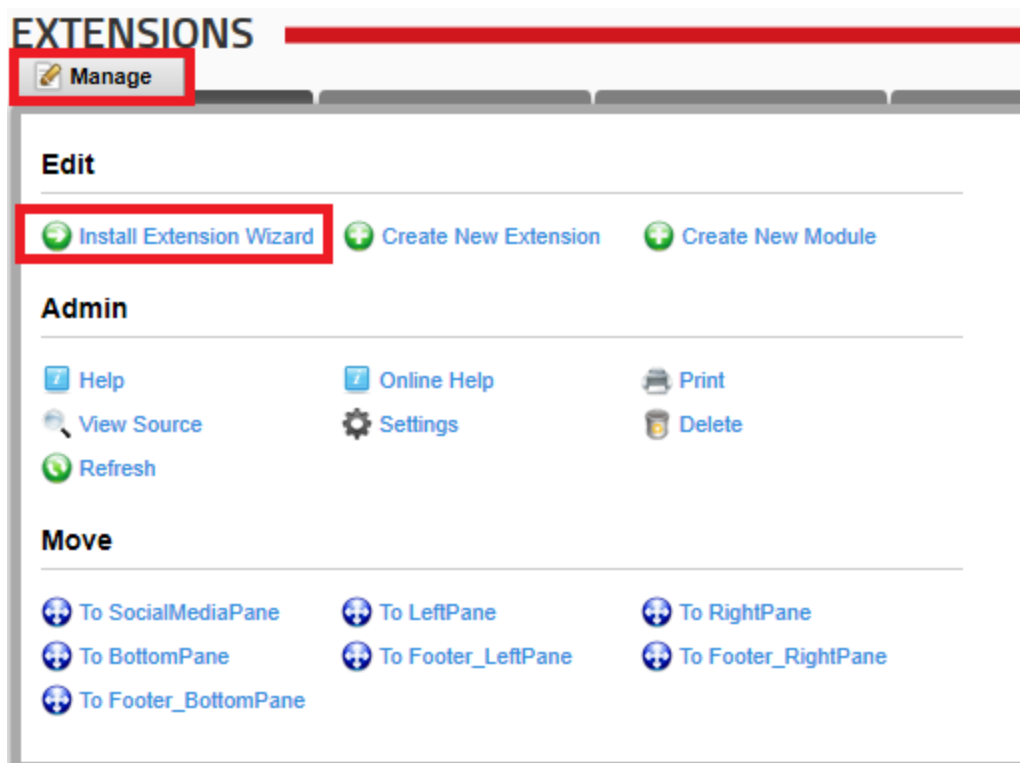 EXTENSIONS
Manage
Edit
Install Extension Wizard Create New Extension Create New Module
Admin
Help Online Help Print
View Source Settings Delete
Refresh
Move
To SocialMediaPane To LeftPane To RightPane
To BottomPane To Footer_LeftPane To Footer_RightPane
To Footer_BottomPane